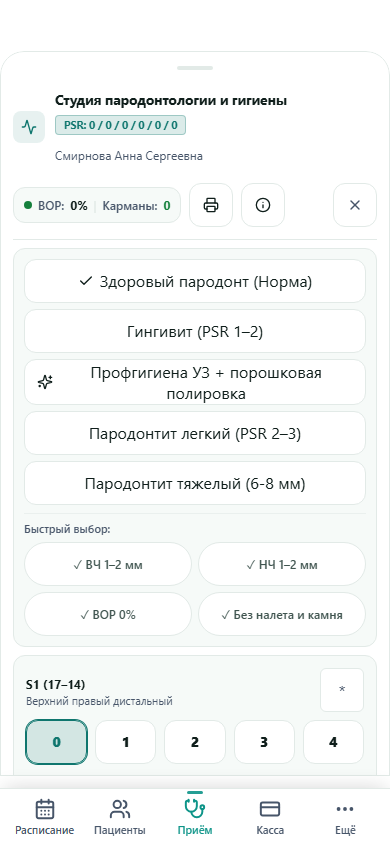 Студия пародонтологии и гигиены
PSR: 0 / 0 / 0 / 0 / 0 / 0
Смирнова Анна Сергеевна
ВОР: 0% Карманы: 0
Здоровый пародонт (Норма)
Гингивит (PSR 1–2)
Профгигиена УЗ + порошковая
полировка
Пародонтит легкий (PSR 2–3)
Пародонтит тяжелый (6-8 мм)
Быстрый выбор:
✓ ВЧ 1–2 мм
✓ НЧ 1–2 мм
✓ ВОР 0%
✓ Без налета и камня
S1 (17–14)
Верхний правый дистальный
*
0 1 2 3 4
Расписание Пациенты Приём Касса Ещё